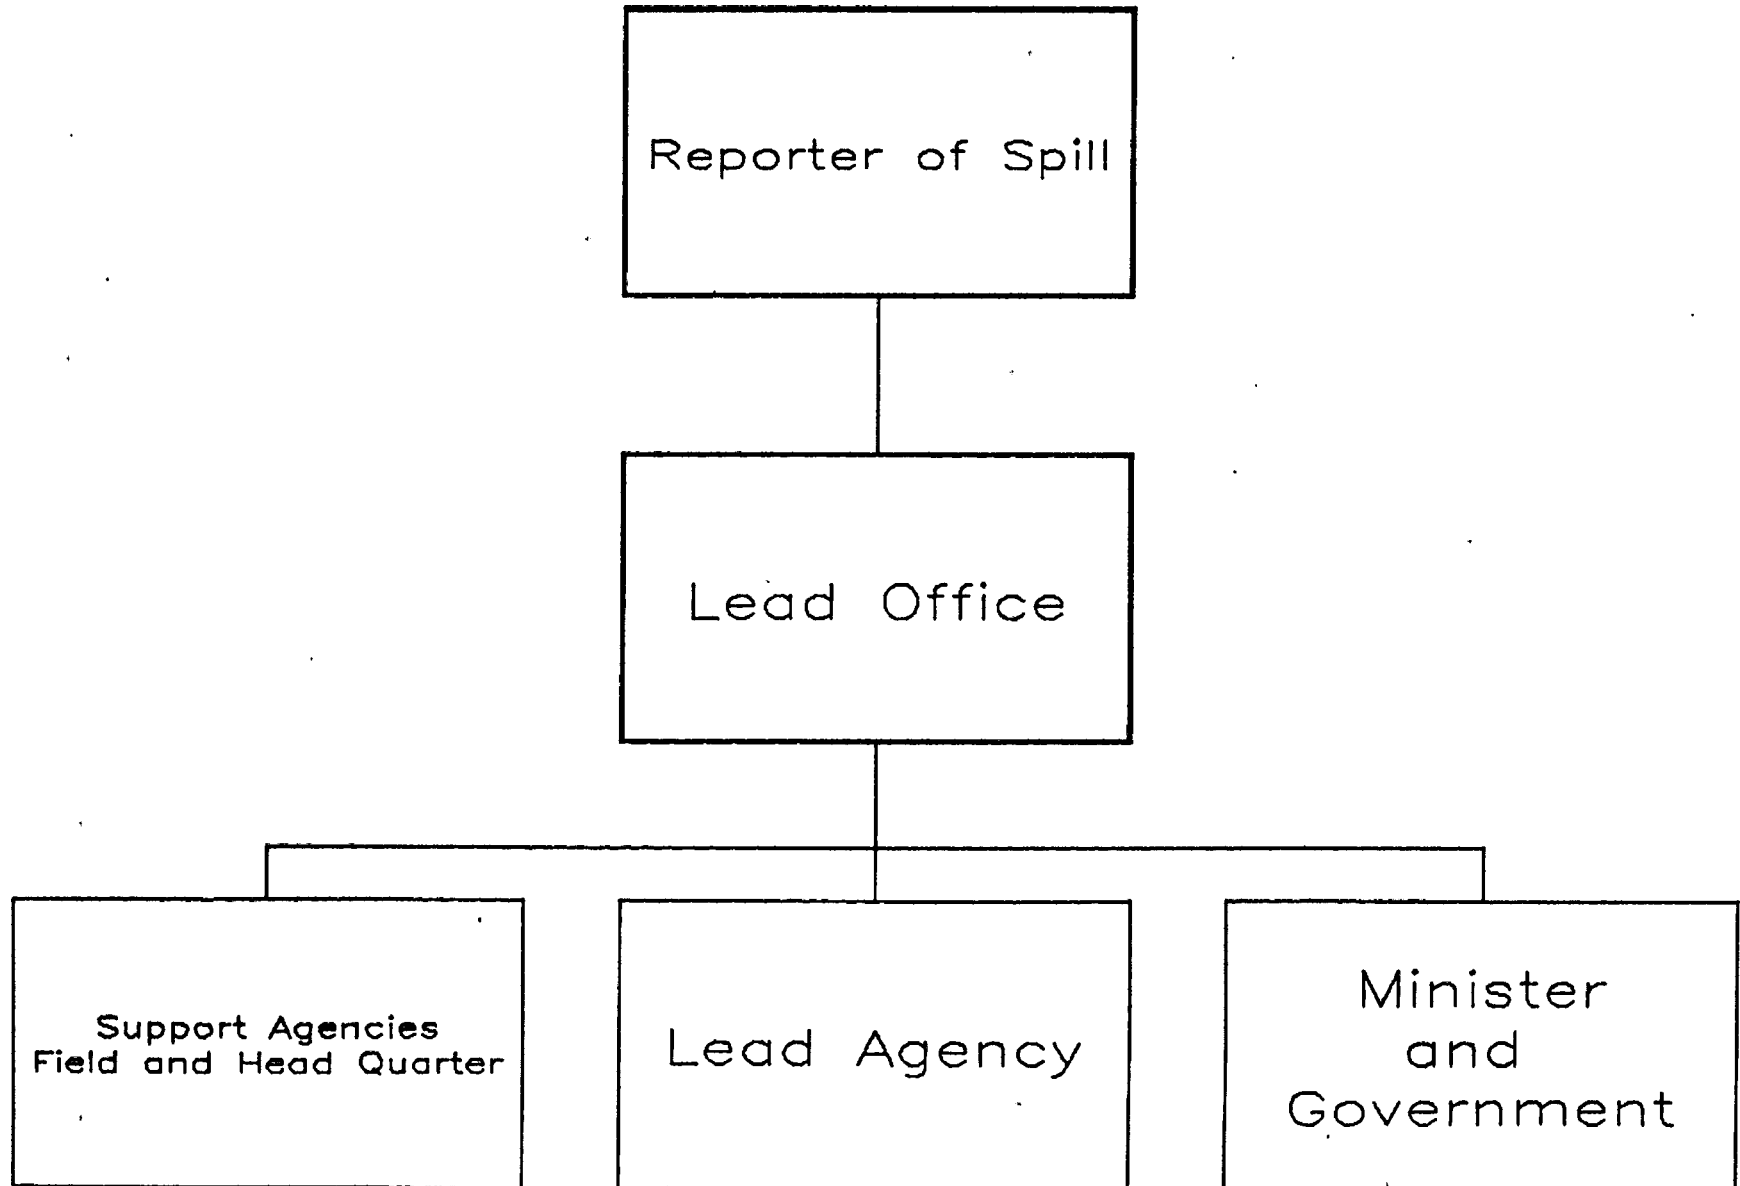 Reporter of Spill
Lead Office
Support Agencies
Field and Head Quarter
Lead Agency
Minister
and
Government